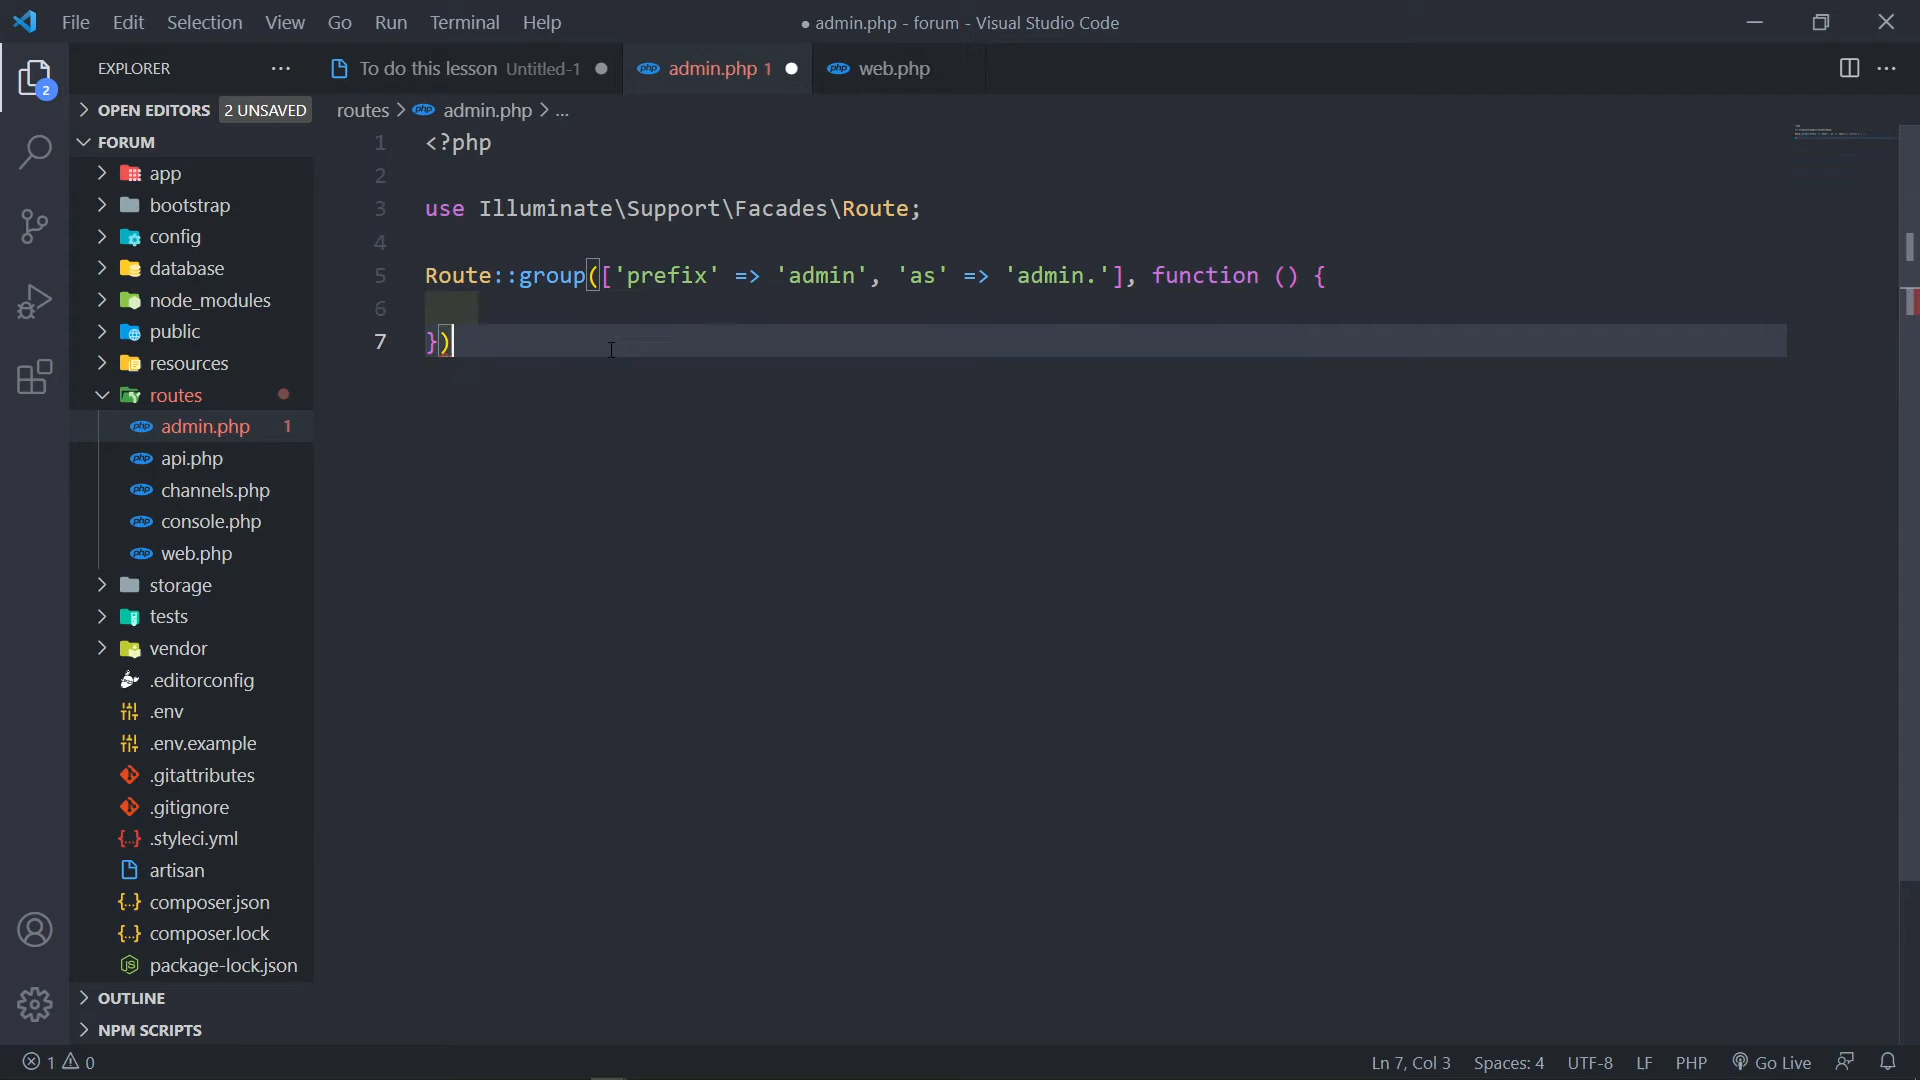 File Edit Selection View Go Run Terminal Help
● admin.php - forum - Visual Studio Code
EXPLORER
To do this lesson Untitled-1
admin.php 1
web.php
2
OPEN EDITORS 2 UNSAVED
routes > admin.php > ...
FORUM
app
bootstrap
config
database
node_modules
public
resources
routes
admin.php 1
api.php
channels.php
console.php
web.php
storage
tests
vendor
.editorconfig
.env
.env.example
.gitattributes
.gitignore
.styleci.yml
artisan
composer.json
composer.lock
package-lock.json
OUTLINE
NPM SCRIPTS
1 <?php
2
3 use Illuminate\Support\Facades\Route;
4
5 Route::group(['prefix' => 'admin', 'as' => 'admin.'], function () {
6
7 })
1 0
Ln 7, Col 3 Spaces: 4 UTF-8 LF PHP Go Live